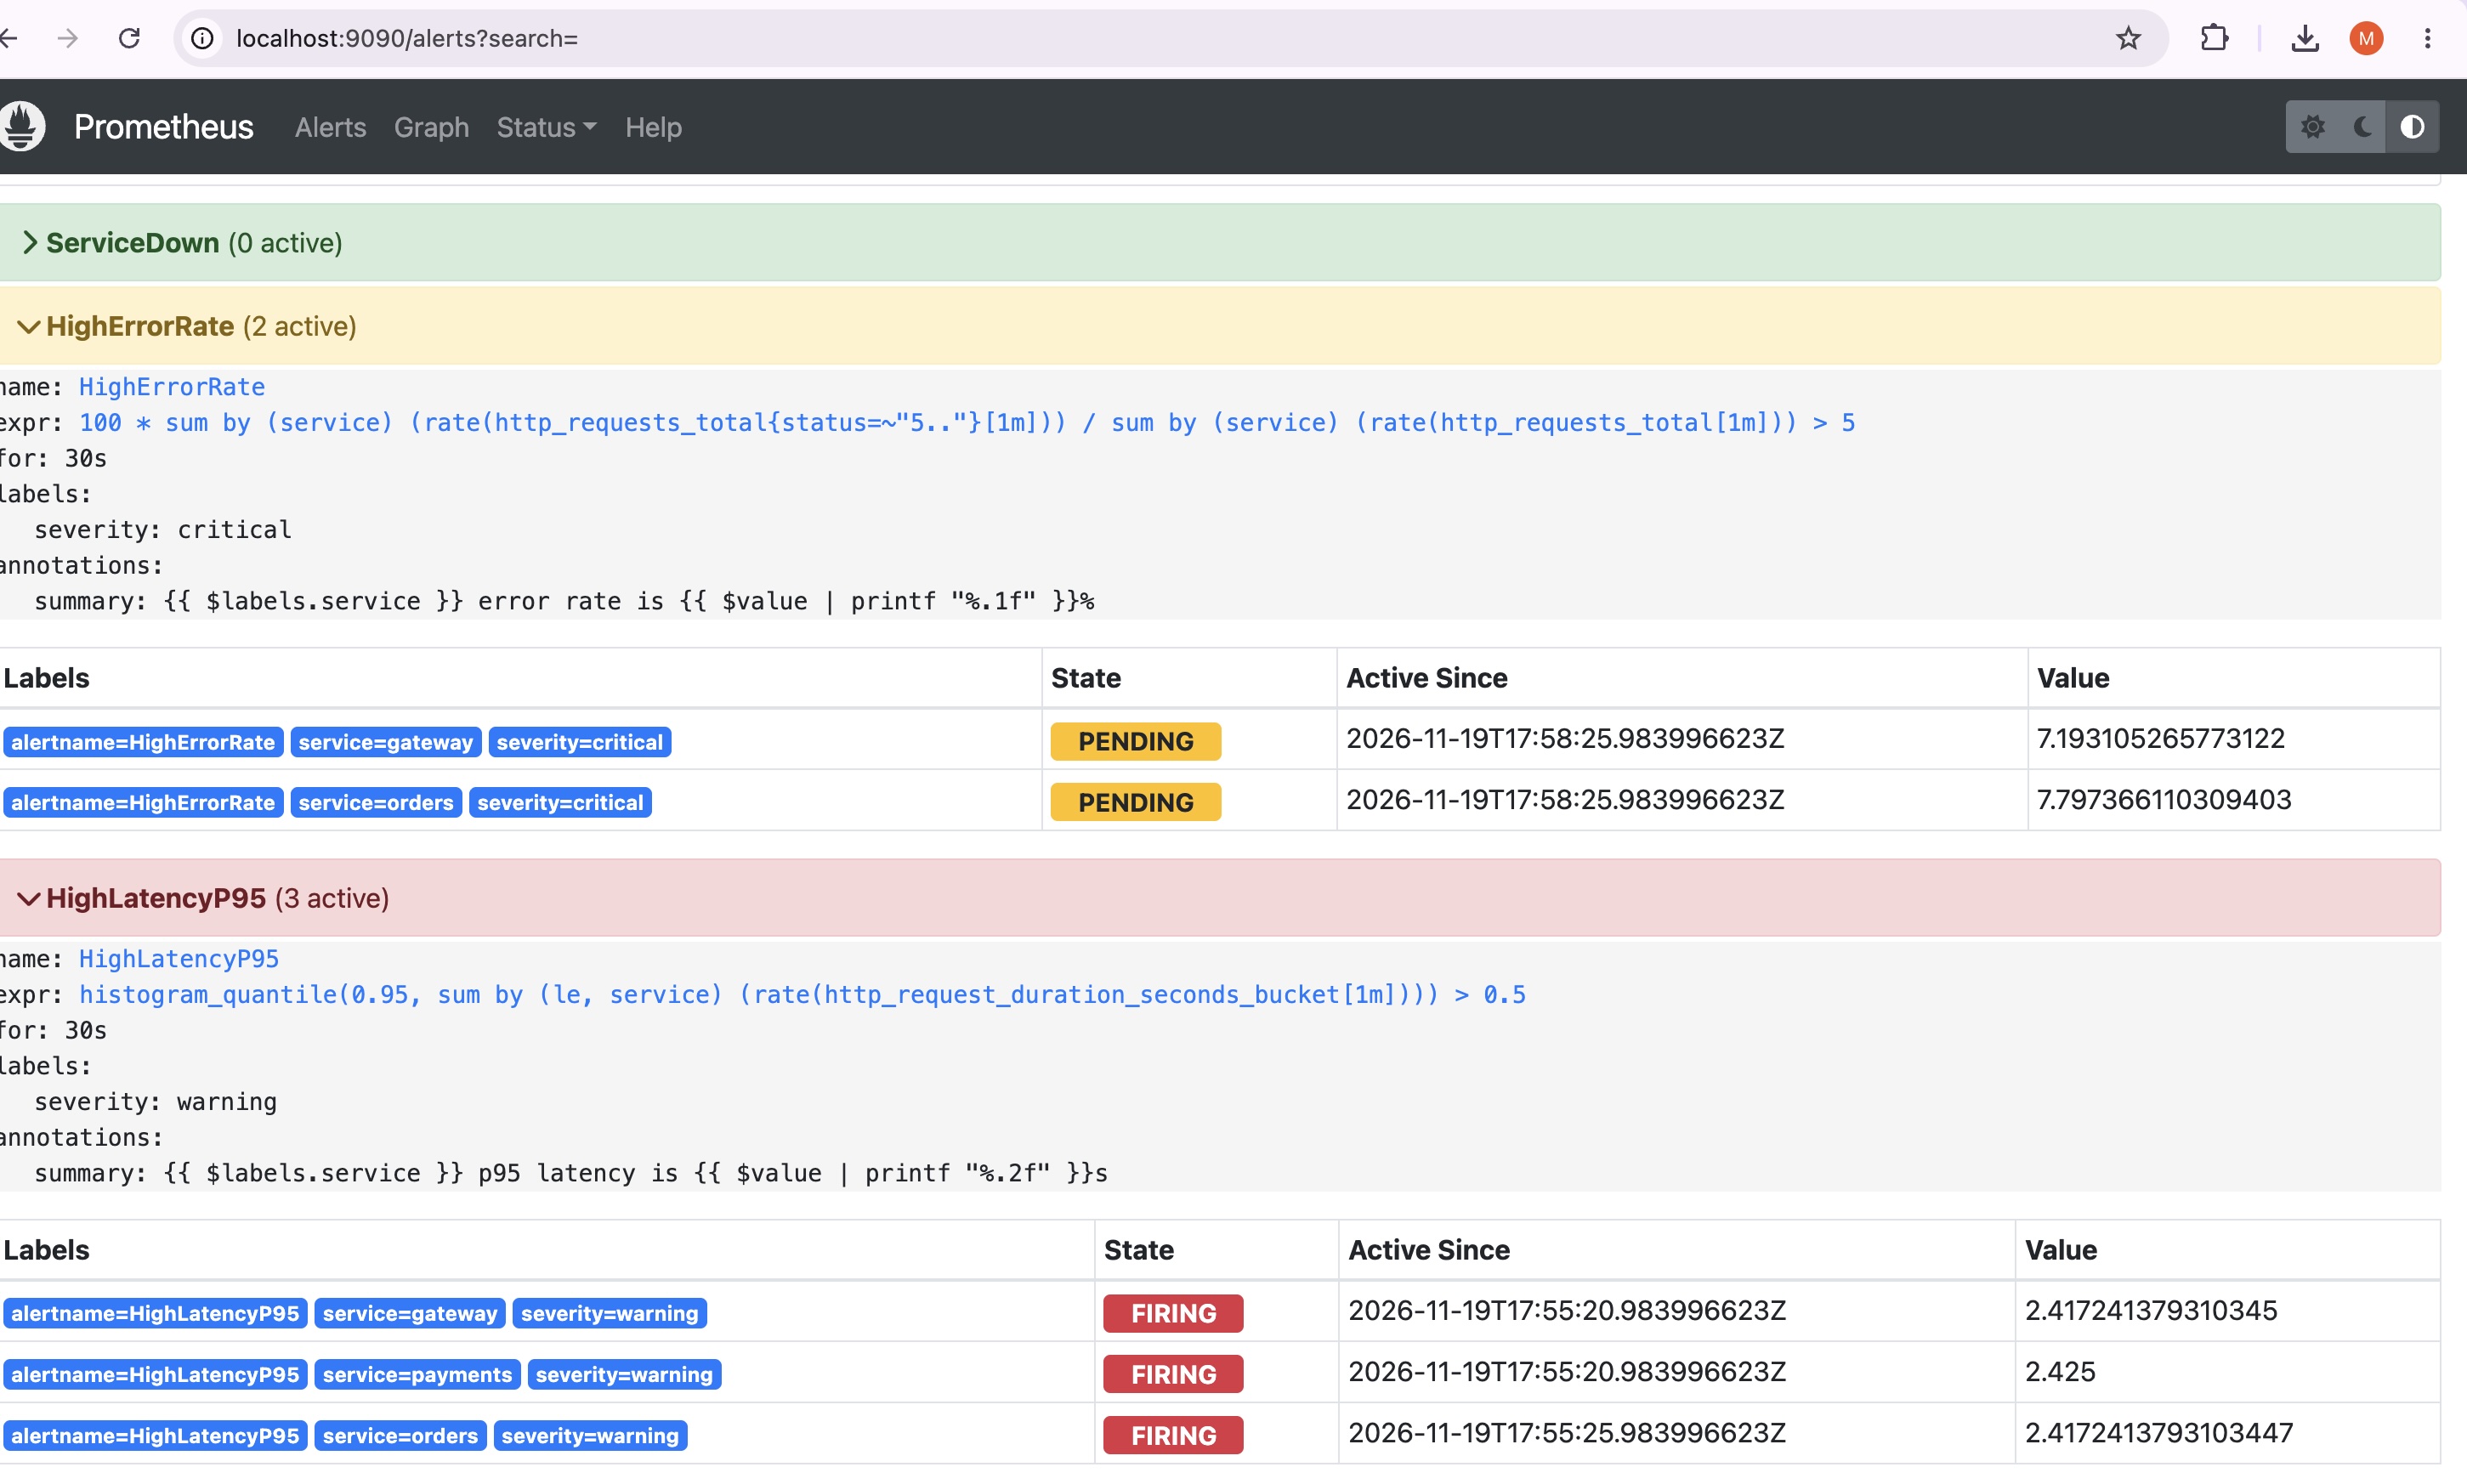 localhost:9090/alerts?search=
M
Prometheus Alerts Graph Status Help
ServiceDown (0 active)
HighErrorRate (2 active)
name: HighErrorRate
expr: 100 * sum by (service) (rate(http_requests_total{status=~"5.."}[1m])) / sum by (service) (rate(http_requests_total[1m])) > 5
for: 30s
labels:
severity: critical
annotations:
summary: {{ $labels.service }} error rate is {{ $value | printf "%.1f" }}%
Labels State Active Since Value
alertname=HighErrorRate service=gateway severity=critical PENDING 2026-11-19T17:58:25.983996623Z 7.193105265773122
alertname=HighErrorRate service=orders severity=critical PENDING 2026-11-19T17:58:25.983996623Z 7.797366110309403
HighLatencyP95 (3 active)
name: HighLatencyP95
expr: histogram_quantile(0.95, sum by (le, service) (rate(http_request_duration_seconds_bucket[1m]))) > 0.5
for: 30s
labels:
severity: warning
annotations:
summary: {{ $labels.service }} p95 latency is {{ $value | printf "%.2f" }}s
Labels State Active Since Value
alertname=HighLatencyP95 service=gateway severity=warning FIRING 2026-11-19T17:55:20.983996623Z 2.417241379310345
alertname=HighLatencyP95 service=payments severity=warning FIRING 2026-11-19T17:55:20.983996623Z 2.425
alertname=HighLatencyP95 service=orders severity=warning FIRING 2026-11-19T17:55:25.983996623Z 2.4172413793103447